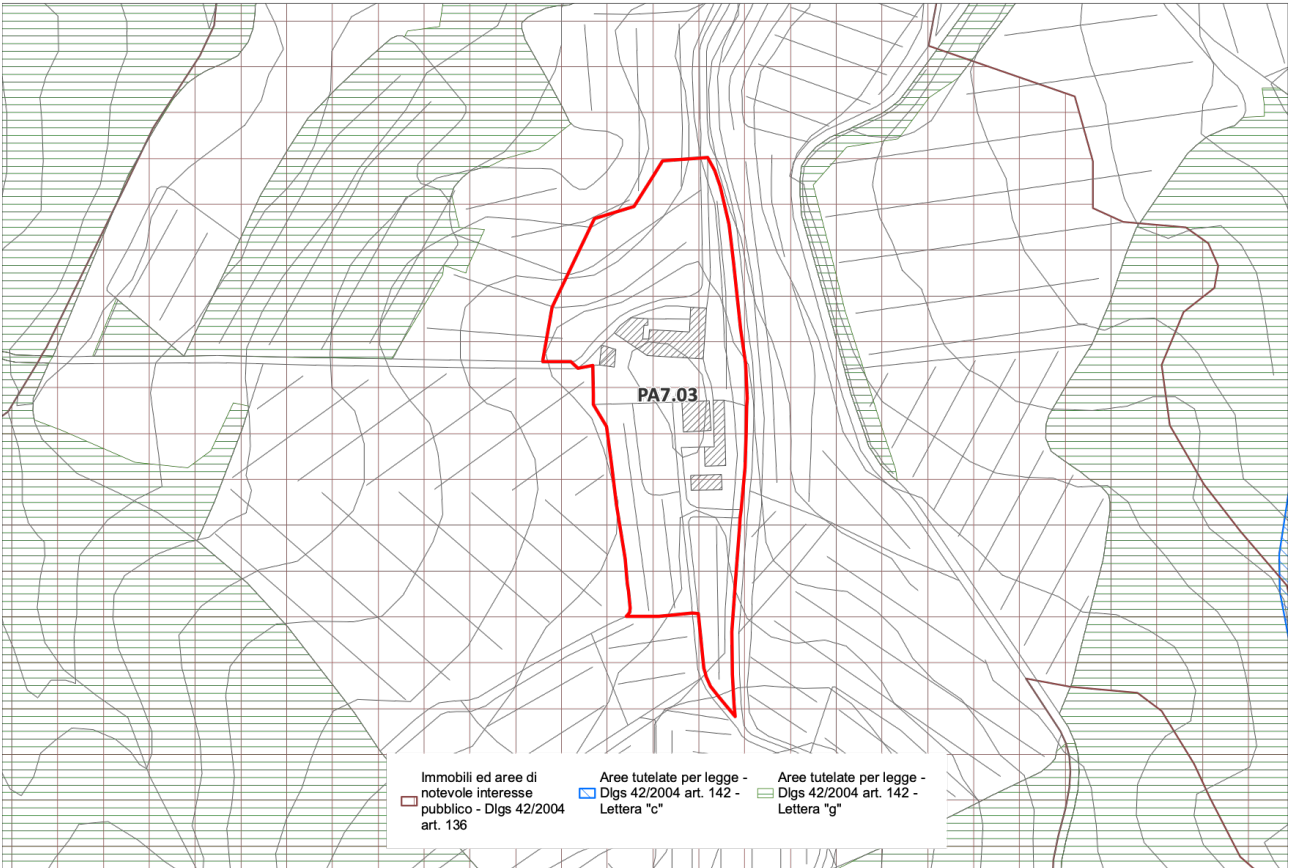 PA7.03
Immobili ed aree di
notevole interesse
pubblico - Dlgs 42/2004
art. 136
Aree tutelate per legge -
Dlgs 42/2004 art. 142 -
Lettera "c"
Aree tutelate per legge -
Dlgs 42/2004 art. 142 -
Lettera "g"